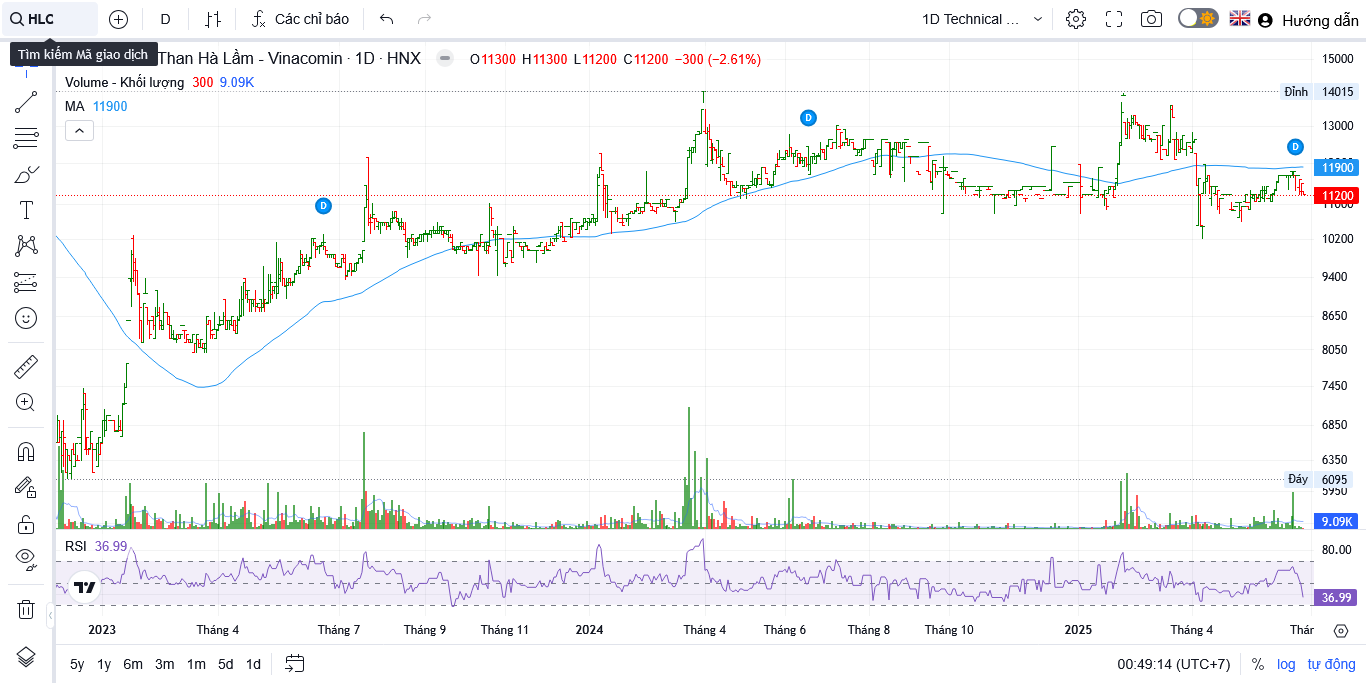 HLC D Các chỉ báo 1D Technical ... Hướng dẫn
Tìm kiếm Mã giao dịch
Than Hà Lầm - Vinacomin · 1D · HNX O11300 H11300 L11200 C11200 −300 (−2.61%)
Volume - Khối lượng 300 9.09K
MA 11900
15000
Đỉnh 14015
13000
11900
11200
10200
9400
8650
8050
7450
6850
6350
Đáy 6095
5950
9.09K
D
D
D
RSI 36.99
80.00
36.99
2023 Tháng 4 Tháng 7 Tháng 9 Tháng 11 2024 Tháng 4 Tháng 6 Tháng 8 Tháng 10 2025 Tháng 4 Thár
5y 1y 6m 3m 1m 5d 1d 00:49:14 (UTC+7) % log tự động